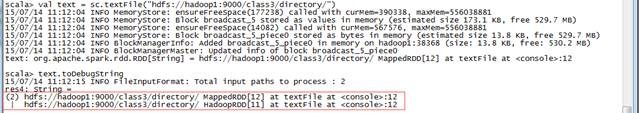 scala> val text = sc.textFile("hdfs://hadoop1:9000/class3/directory/")
15/07/14 11:12:04 INFO MemoryStore: ensureFreeSpace(177238) called with curMem=390338, maxMem=556038881
15/07/14 11:12:04 INFO MemoryStore: Block broadcast_5 stored as values in memory (estimated size 173.1 KB, free 529.7 MB)
15/07/14 11:12:04 INFO MemoryStore: ensureFreeSpace(14082) called with curMem=567576, maxMem=556038881
15/07/14 11:12:04 INFO MemoryStore: Block broadcast_5_piece0 stored as bytes in memory (estimated size 13.8 KB, free 529.7 MB)
15/07/14 11:12:04 INFO BlockManagerInfo: Added broadcast_5_piece0 in memory on hadoop1:38368 (size: 13.8 KB, free: 530.2 MB)
15/07/14 11:12:04 INFO BlockManagerMaster: Updated info of block broadcast_5_piece0
text: org.apache.spark.rdd.RDD[String] = hdfs://hadoop1:9000/class3/directory/ MappedRDD[12] at textFile at <console>:12
scala> text.toDebugString
15/07/14 11:12:15 INFO FileInputFormat: Total input paths to process : 2
res4: String =
(2) hdfs://hadoop1:9000/class3/directory/ MappedRDD[12] at textFile at <console>:12
| hdfs://hadoop1:9000/class3/directory/ HadoopRDD[11] at textFile at <console>:12